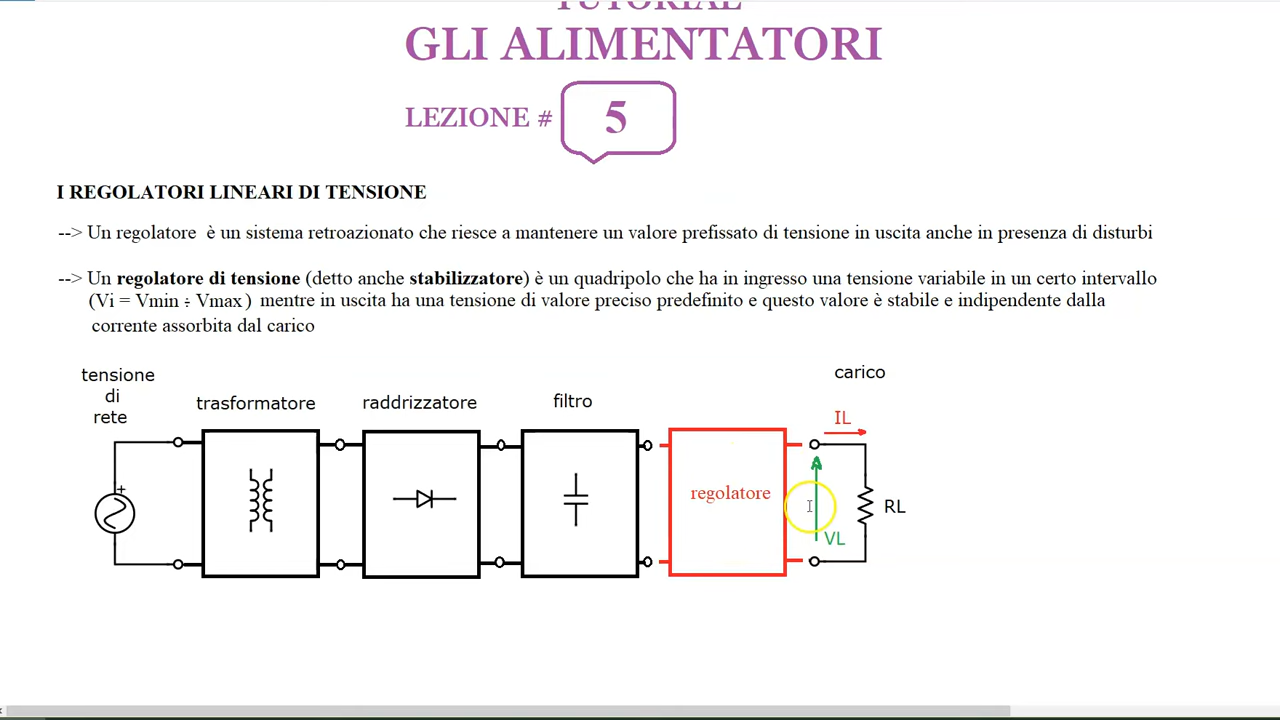 TUTORIAL
GLI ALIMENTATORI
LEZIONE # 5
I REGOLATORI LINEARI DI TENSIONE
--> Un regolatore è un sistema retroazionato che riesce a mantenere un valore prefissato di tensione in uscita anche in presenza di disturbi
--> Un regolatore di tensione (detto anche stabilizzatore) è un quadripolo che ha in ingresso una tensione variabile in un certo intervallo
(Vi = Vmin ÷ Vmax ) mentre in uscita ha una tensione di valore preciso predefinito e questo valore è stabile e indipendente dalla
corrente assorbita dal carico
tensione
di
rete
trasformatore
raddrizzatore
filtro
carico
IL
+
regolatore
RL
VL